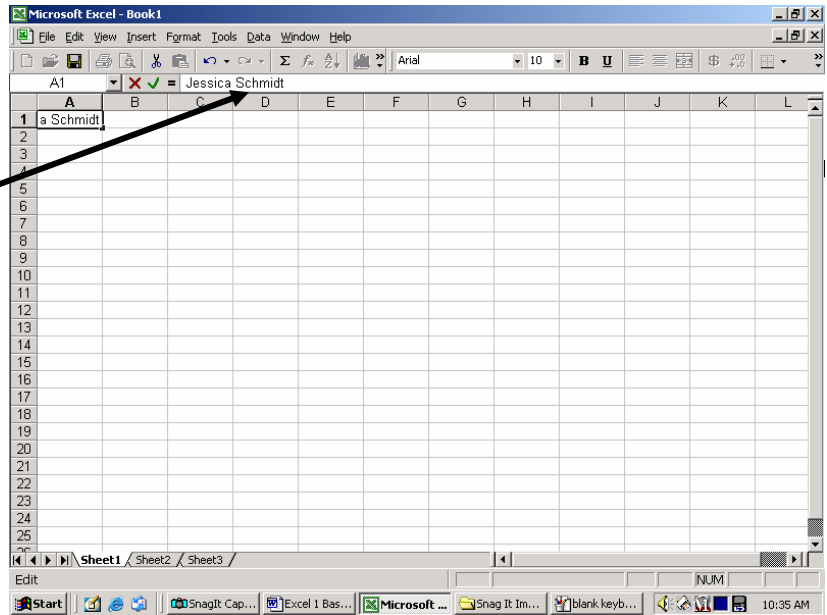 Microsoft Excel - Book1
File Edit View Insert Format Tools Data Window Help
Arial 10 B U $
A1 = Jessica Schmidt
A B C D E F G H I J K L
1 a Schmidt
2
3
4
5
6
7
8
9
10
11
12
13
14
15
16
17
18
19
20
21
22
23
24
25
26
Sheet1 Sheet2 Sheet3
Edit NUM
Start SnagIt Cap... Excel 1 Bas... Microsoft ... Snag It Im... blank keyb... 10:35 AM